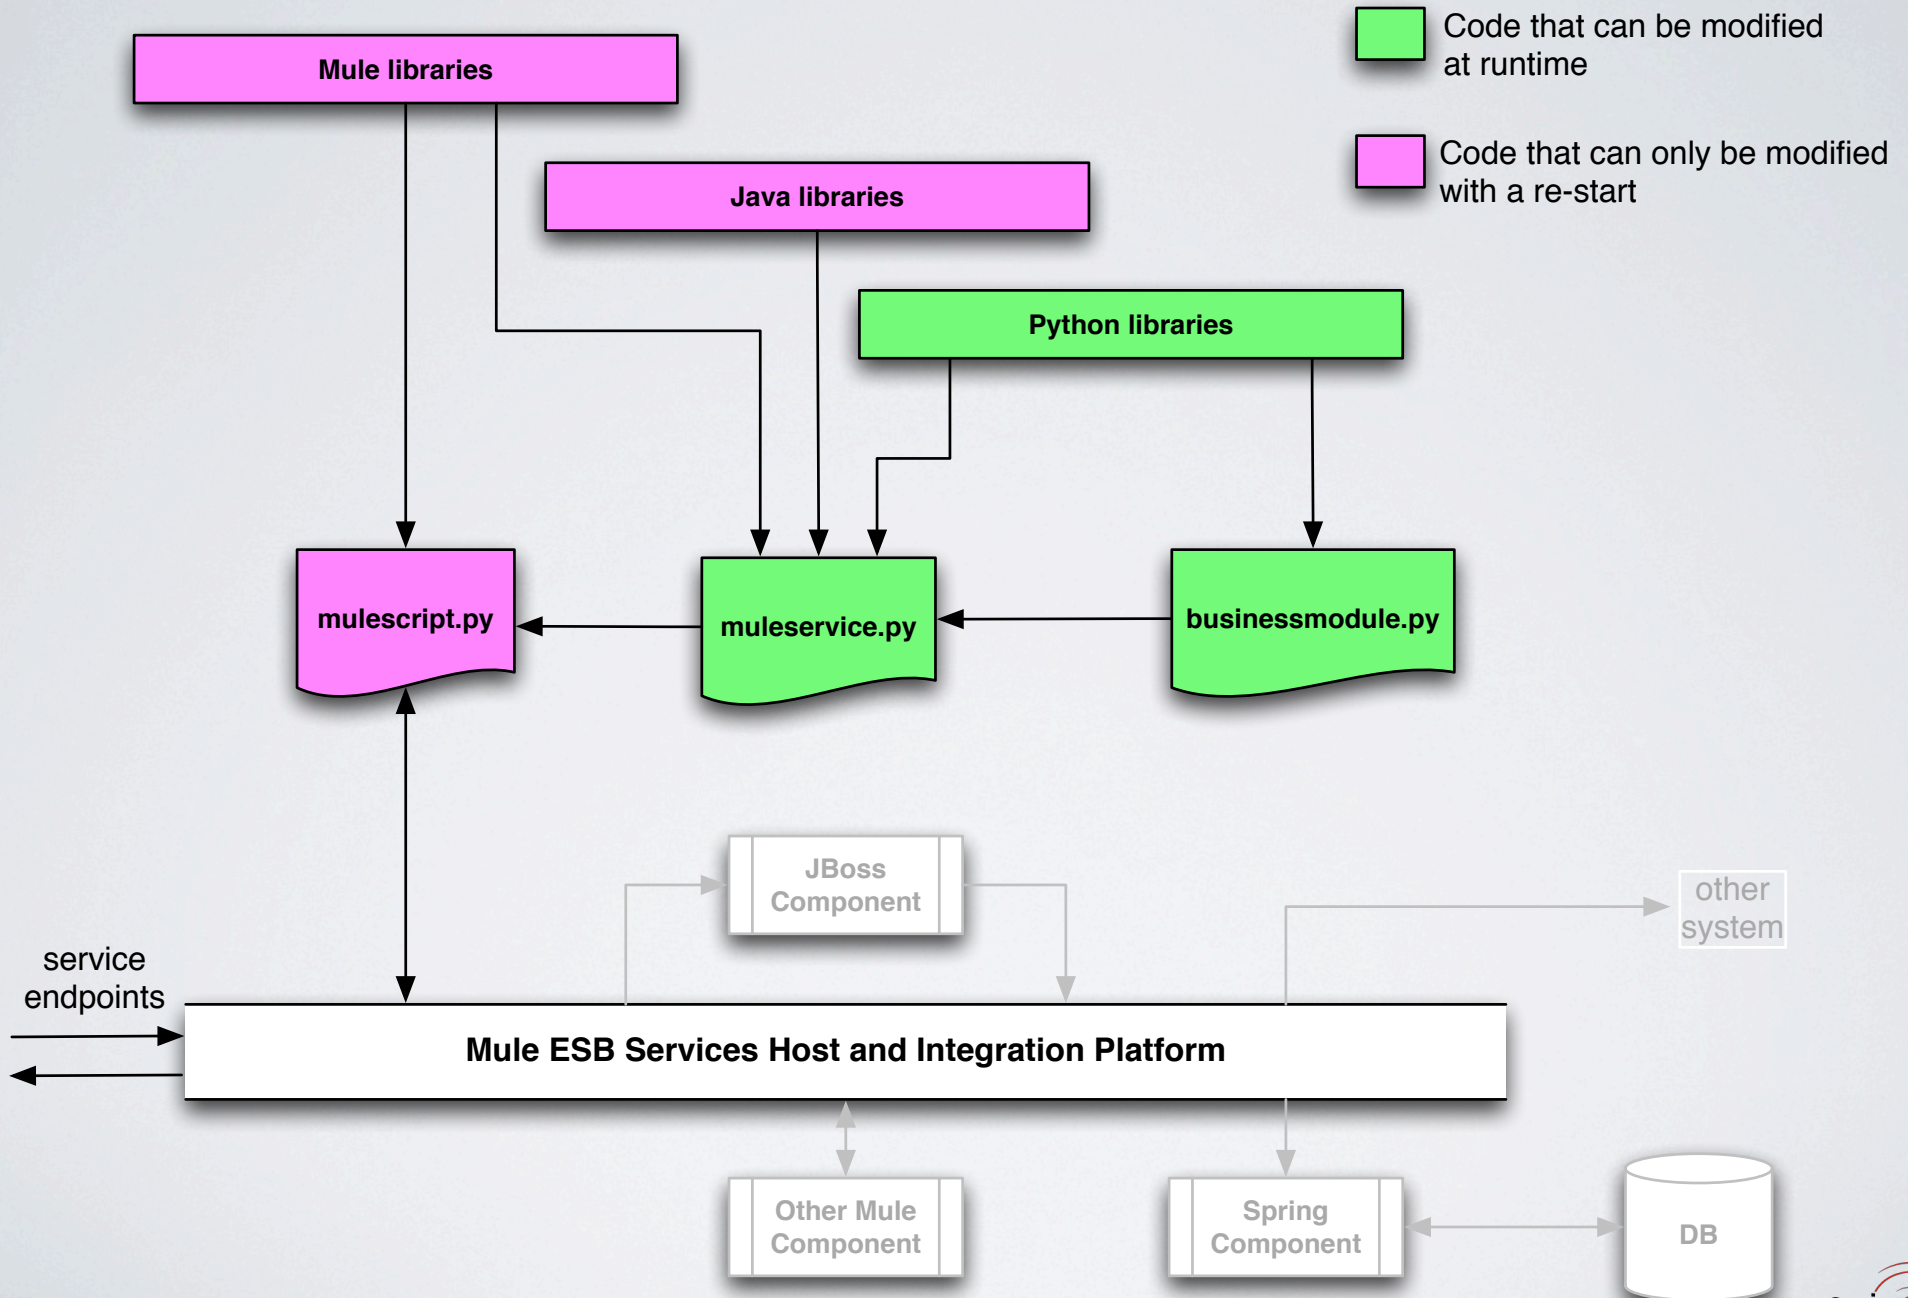 Code that can be modified
at runtime
Mule libraries
Code that can only be modified
with a re-start
Java libraries
Python libraries
mulescript.py
muleservice.py
businessmodule.py
JBoss
Component
other
system
service
endpoints
Mule ESB Services Host and Integration Platform
Other Mule
Component
Spring
Component
DB